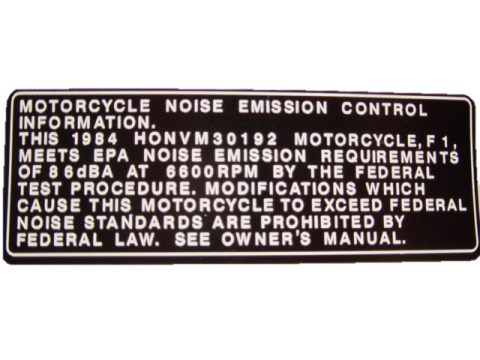 MOTORCYCLE NOISE EMISSION CONTROL
INFORMATION.
THIS 1984 HONVM30192 MOTORCYCLE, F1,
MEETS EPA NOISE EMISSION REQUIREMENTS
OF 86dBA AT 6600RPM BY THE FEDERAL
TEST PROCEDURE. MODIFICATIONS WHICH
CAUSE THIS MOTORCYCLE TO EXCEED FEDERAL
NOISE STANDARDS ARE PROHIBITED BY
FEDERAL LAW. SEE OWNER'S MANUAL.